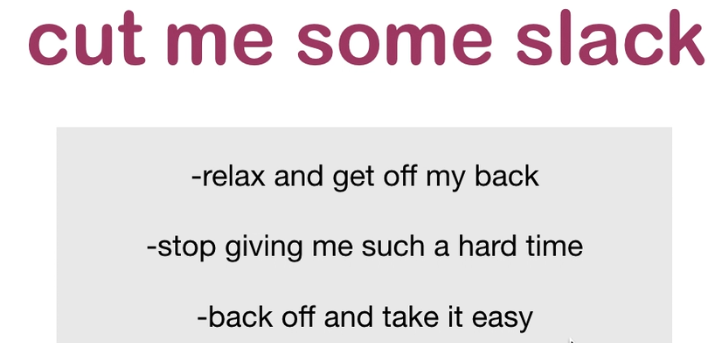 cut me some slack
-relax and get off my back
-stop giving me such a hard time
-back off and take it easy